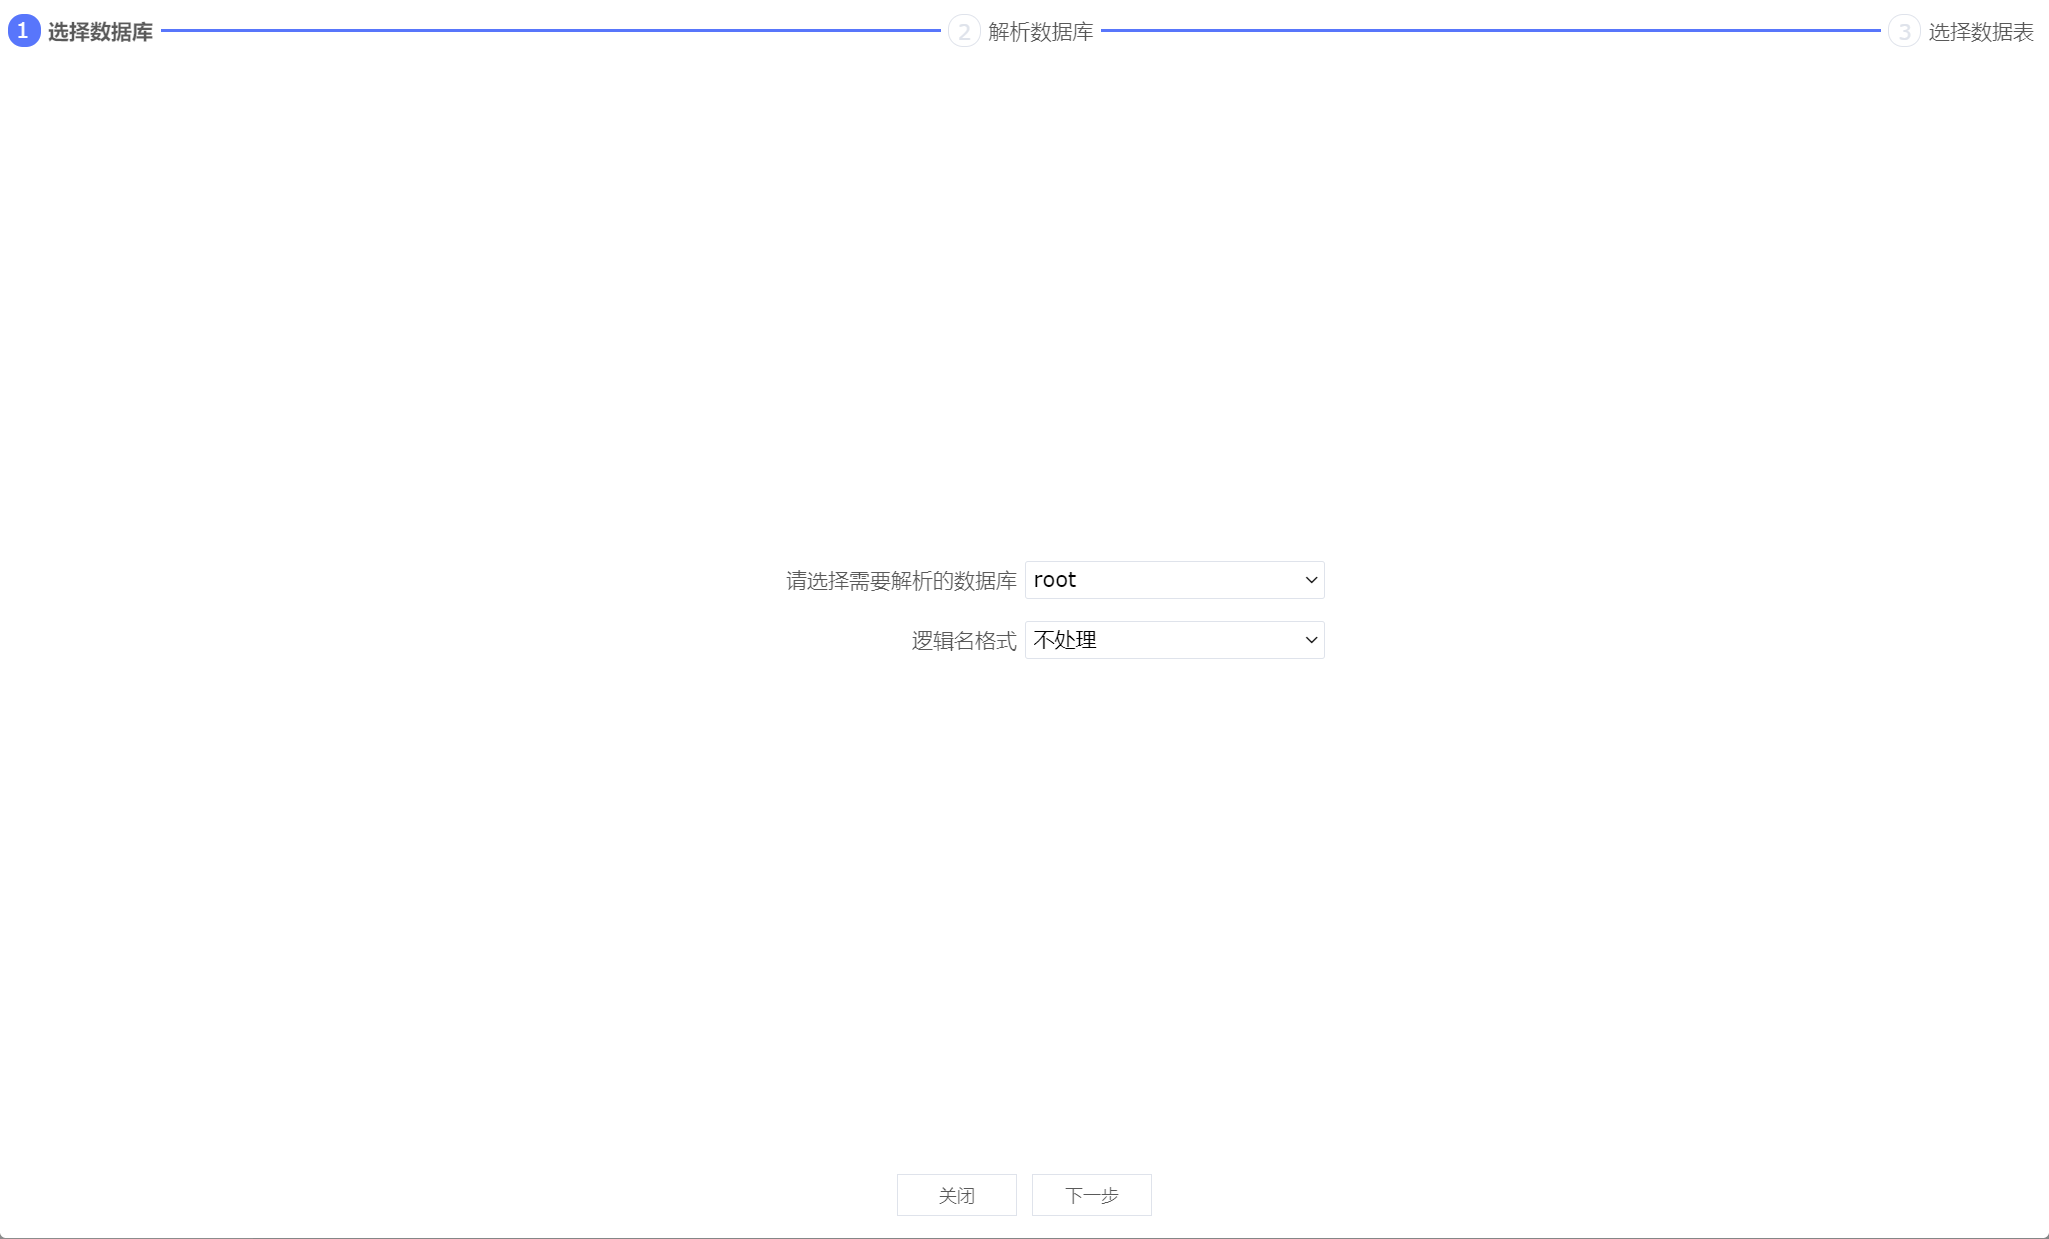 1 选择数据库 2 解析数据库 3 选择数据表
请选择需要解析的数据库 root
逻辑名格式 不处理
关闭 下一步